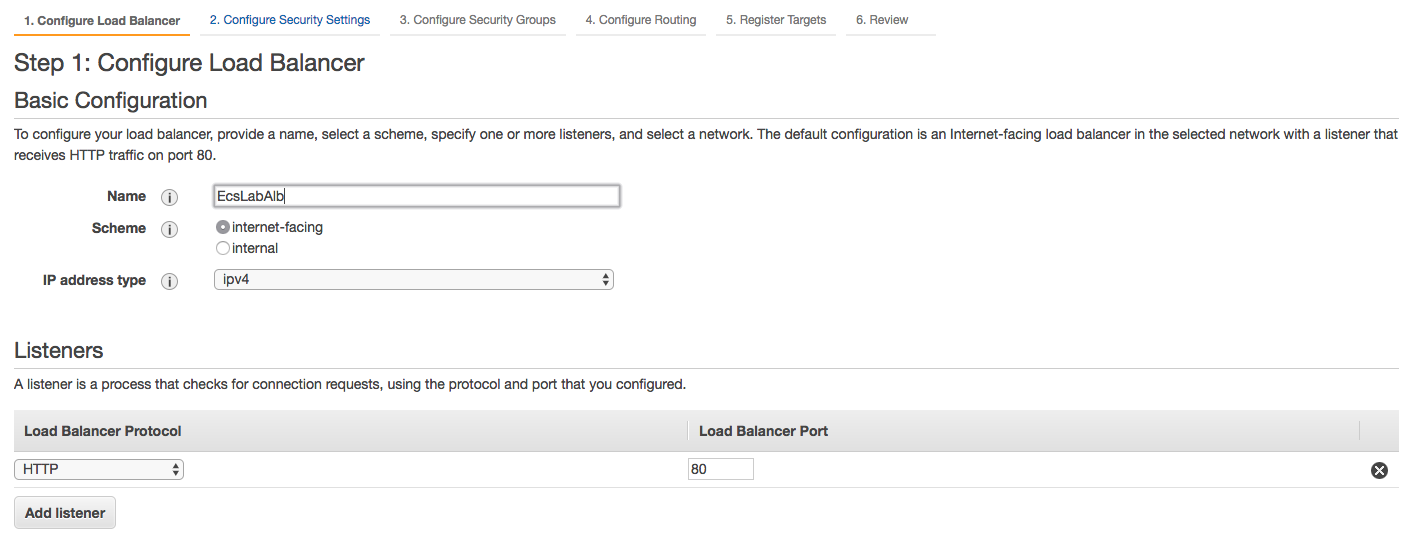 1. Configure Load Balancer 2. Configure Security Settings 3. Configure Security Groups 4. Configure Routing 5. Register Targets 6. Review
Step 1: Configure Load Balancer
Basic Configuration
To configure your load balancer, provide a name, select a scheme, specify one or more listeners, and select a network. The default configuration is an Internet-facing load balancer in the selected network with a listener that
receives HTTP traffic on port 80.
Name i EcsLabAlb
Scheme i internet-facing
internal
IP address type i ipv4
Listeners
A listener is a process that checks for connection requests, using the protocol and port that you configured.
Load Balancer Protocol Load Balancer Port
HTTP 80
Add listener